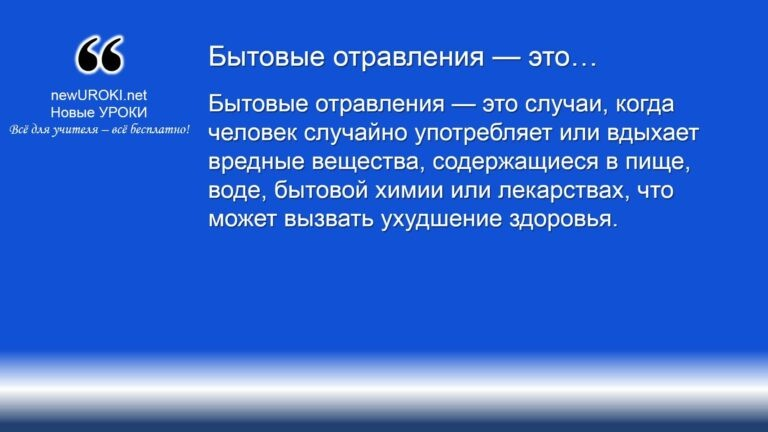 newUROKI.net
Новые УРОКИ
Всё для учителя – всё бесплатно!
Бытовые отравления — это…
Бытовые отравления — это случаи, когда
человек случайно употребляет или вдыхает
вредные вещества, содержащиеся в пище,
воде, бытовой химии или лекарствах, что
может вызвать ухудшение здоровья.